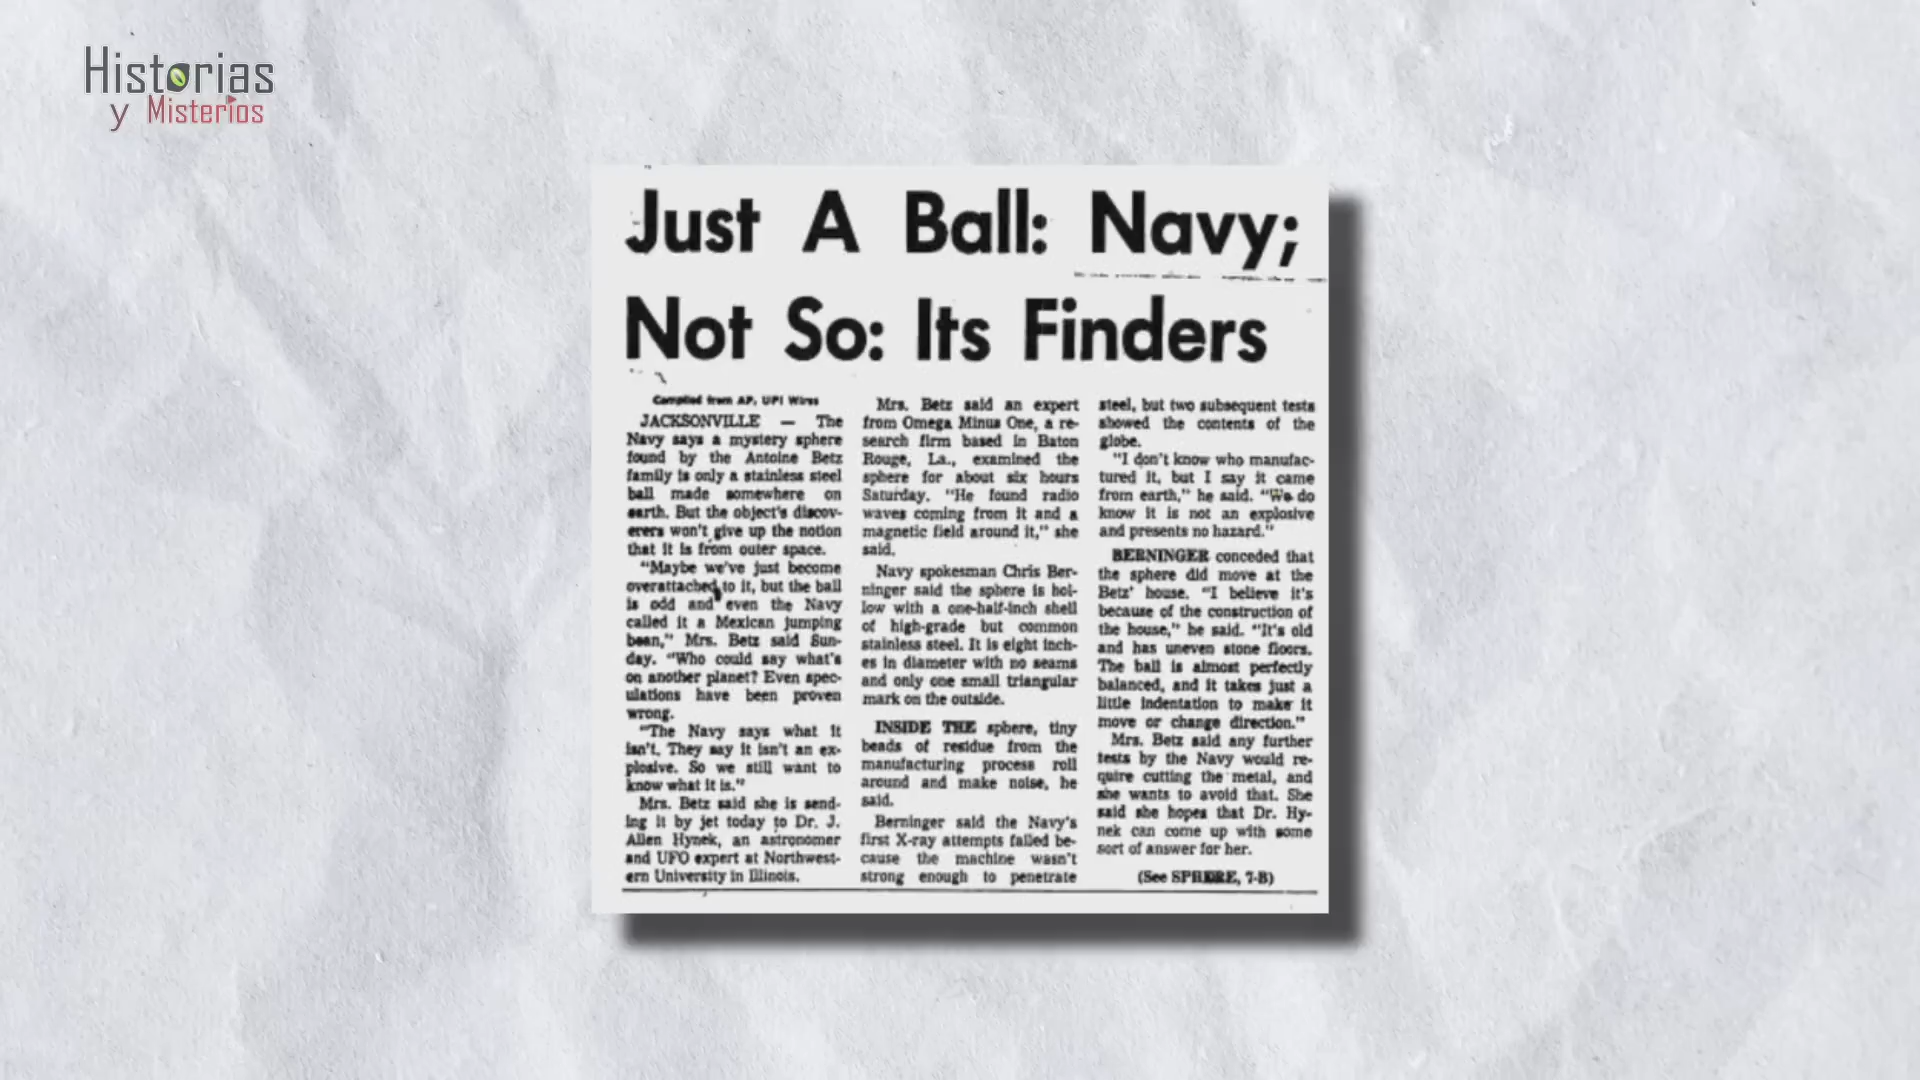 Historias
y Misterios
Just A Ball: Navy;
Not So: Its Finders
Compiled from AP, UPI Wires
JACKSONVILLE — The
Navy says a mystery sphere
found by the Antoine Betz
family is only a stainless steel
ball made somewhere on
earth. But the object's discov-
erers won't give up the notion
that it is from outer space.
"Maybe we've just become
overattached to it, but the ball
is odd and even the Navy
called it a Mexican jumping
bean," Mrs. Betz said Sun-
day. "Who could say what's
on another planet? Even spec-
ulations have been proven
wrong.
"The Navy says what it
isn't. They say it isn't an ex-
plosive. So we still want to
know what it is."
Mrs. Betz said she is send-
ing it by jet today to Dr. J.
Allen Hynek, an astronomer
and UFO expert at Northwest-
ern University in Illinois.
Mrs. Betz said an expert
from Omega Minus One, a re-
search firm based in Baton
Rouge, La., examined the
sphere for about six hours
Saturday. "He found radio
waves coming from it and a
magnetic field around it," she
said.
Navy spokesman Chris Ber-
ninger said the sphere is hol-
low with a one-half-inch shell
of high-grade but common
stainless steel. It is eight inch-
es in diameter with no seams
and only one small triangular
mark on the outside.
INSIDE THE sphere, tiny
beads of residue from the
manufacturing process roll
around and make noise, he
said.
Berninger said the Navy's
first X-ray attempts failed be-
cause the machine wasn't
strong enough to penetrate
steel, but two subsequent tests
showed the contents of the
globe.
"I don't know who manufac-
tured it, but I say it came
from earth," he said. "We do
know it is not an explosive
and presents no hazard."
BERNINGER conceded that
the sphere did move at the
Betz' house. "I believe it's
because of the construction of
the house," he said. "It's old
and has uneven stone floors.
The ball is almost perfectly
balanced, and it takes just a
little indentation to make it
move or change direction."
Mrs. Betz said any further
tests by the Navy would re-
quire cutting the metal, and
she wants to avoid that. She
said she hopes that Dr. Hy-
nek can come up with some
sort of answer for her.
(See SPHERE, 7-B)